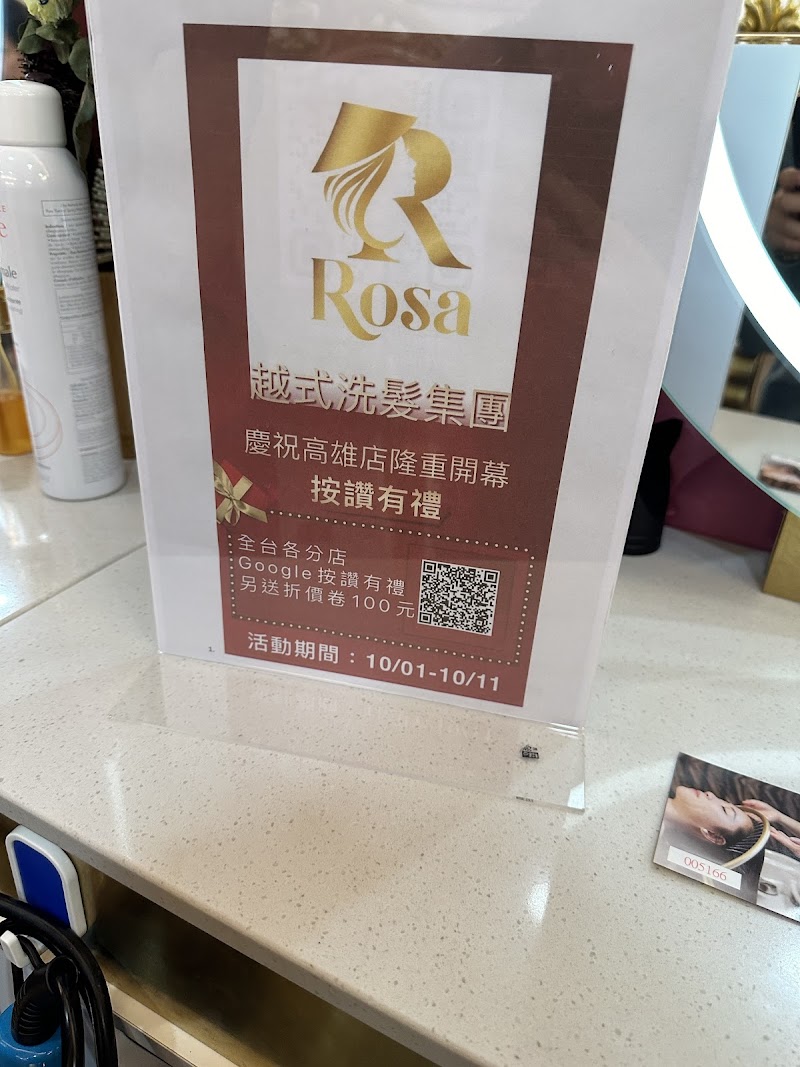 Rosa
越式洗髮集團
慶祝高雄店隆重開幕
按讚有禮
全台各分店
Google按讚有禮
另送折價卷100元
活動期間：10/01-10/11
1.
005166